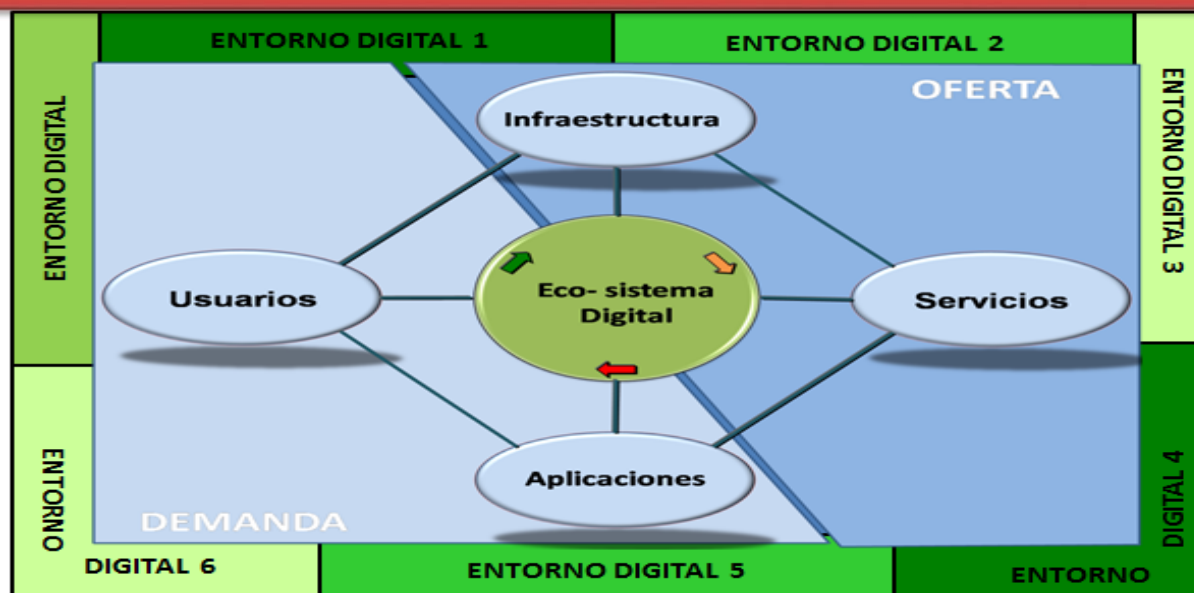 ENTORNO DIGITAL 1
ENTORNO DIGITAL 2
ENTORNO DIGITAL
ENTORNO DIGITAL 3
OFERTA
Infraestructura
Usuarios
Eco- sistema
Digital
Servicios
Aplicaciones
DEMANDA
ENTORNO
DIGITAL 6
ENTORNO DIGITAL 5
ENTORNO
DIGITAL 4